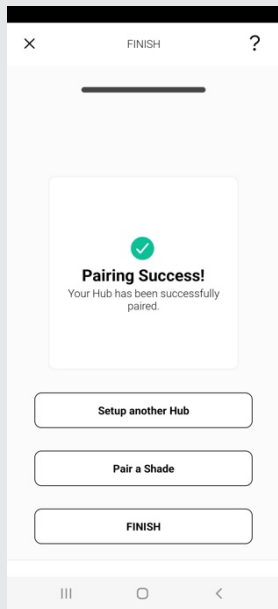 FINISH ?
Pairing Success!
Your Hub has been successfully
paired.
Setup another Hub
Pair a Shade
FINISH